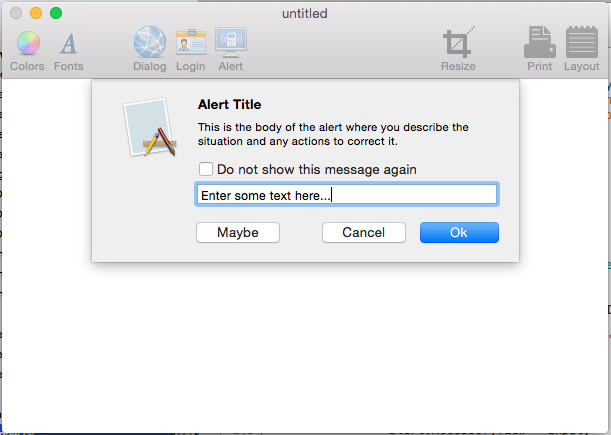 untitled
Colors Fonts Dialog Login Alert Resize Print Layout
Alert Title
This is the body of the alert where you describe the
situation and any actions to correct it.
Do not show this message again
Enter some text here...
Maybe Cancel Ok